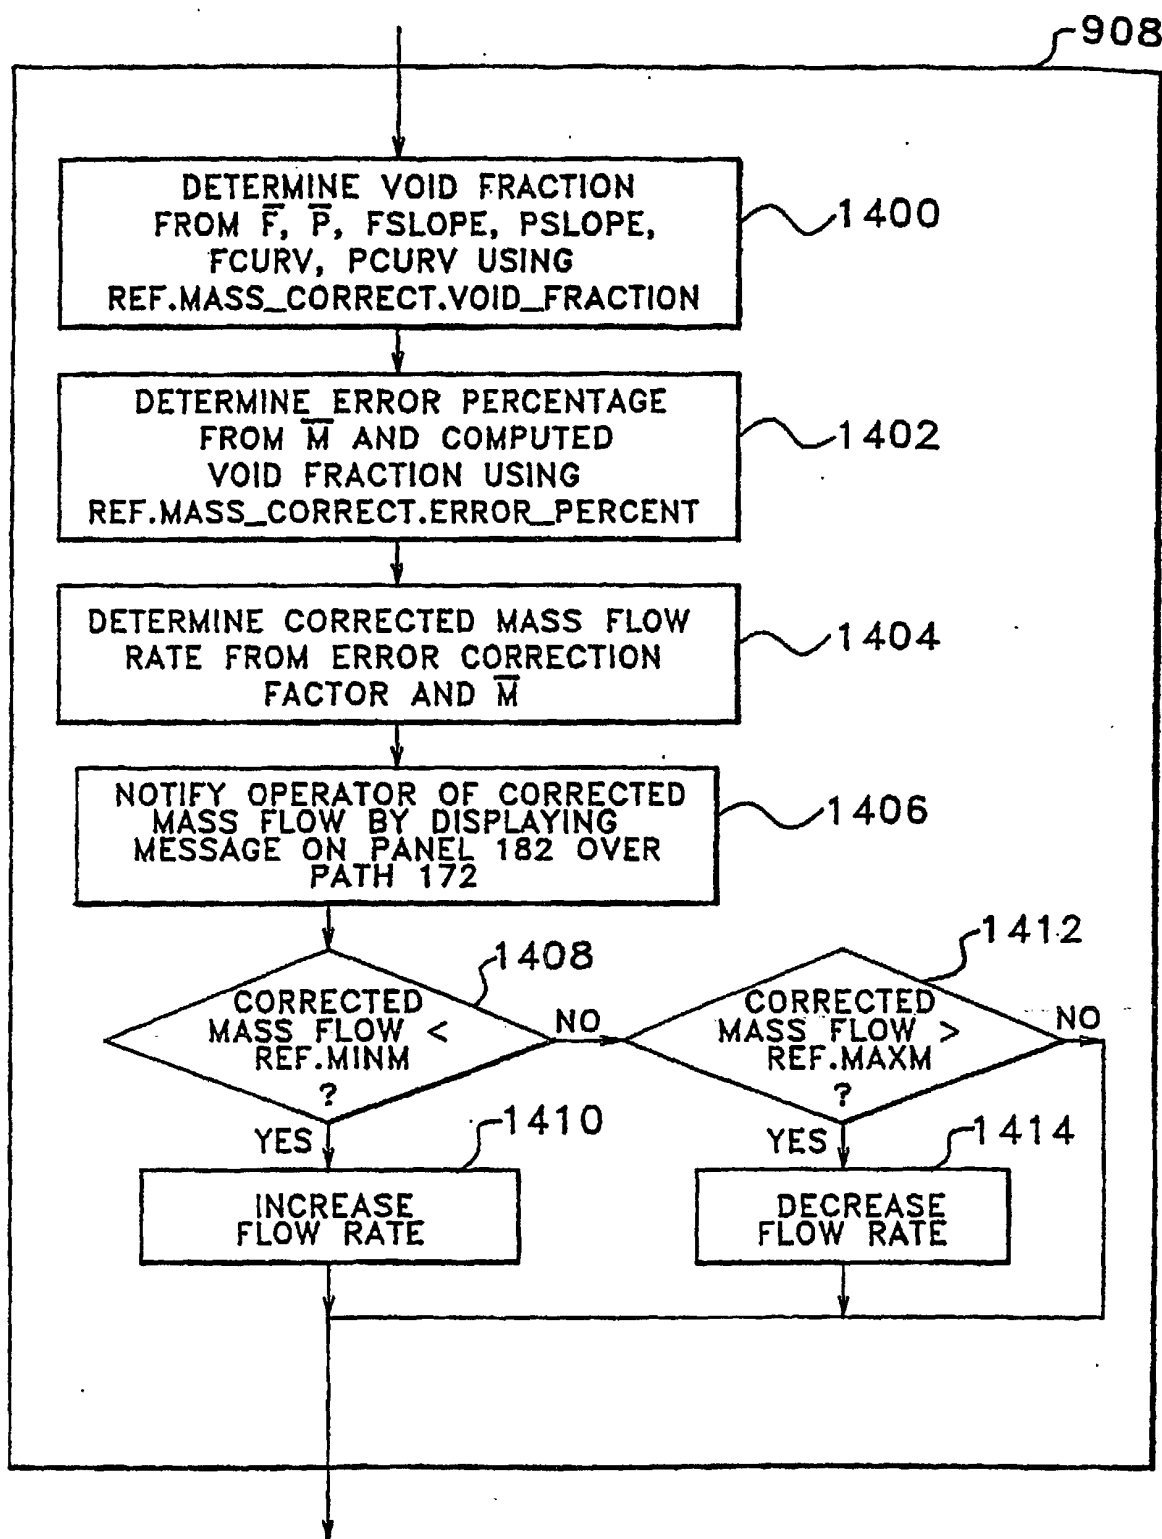 908
DETERMINE VOID FRACTION
FROM F̅, P̅, FSLOPE, PSLOPE,
FCURV, PCURV USING
REF.MASS_CORRECT.VOID_FRACTION
1400
DETERMINE ERROR PERCENTAGE
FROM M̅ AND COMPUTED
VOID FRACTION USING
REF.MASS_CORRECT.ERROR_PERCENT
1402
DETERMINE CORRECTED MASS FLOW
RATE FROM ERROR CORRECTION
FACTOR AND M̅
1404
NOTIFY OPERATOR OF CORRECTED
MASS FLOW BY DISPLAYING
MESSAGE ON PANEL 182 OVER
PATH 172
1406
1408
CORRECTED
MASS FLOW <
REF.MINM
?
NO
YES
1412
CORRECTED
MASS FLOW >
REF.MAXM
?
NO
YES
1410
INCREASE
FLOW RATE
1414
DECREASE
FLOW RATE